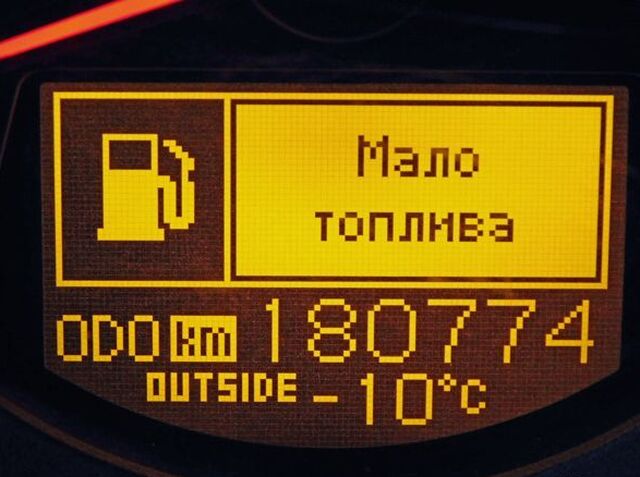 Мало
топлива
ODO km 180774
OUTSIDE -10°C